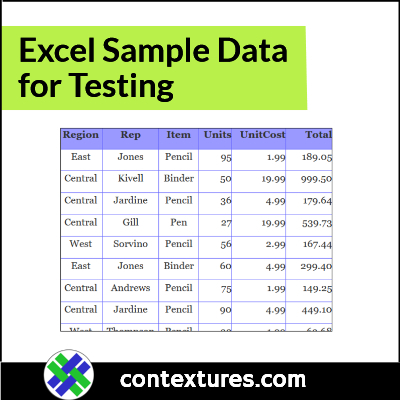 Excel Sample Data
for Testing
Region Rep Item Units UnitCost Total
East Jones Pencil 95 1.99 189.05
Central Kivell Binder 50 19.99 999.50
Central Jardine Pencil 36 4.99 179.64
Central Gill Pen 27 19.99 539.73
West Sorvino Pencil 56 2.99 167.44
East Jones Binder 60 4.99 299.40
Central Andrews Pencil 75 1.99 149.25
Central Jardine Pencil 90 4.99 449.10
West Thompson Pencil
contextures.com